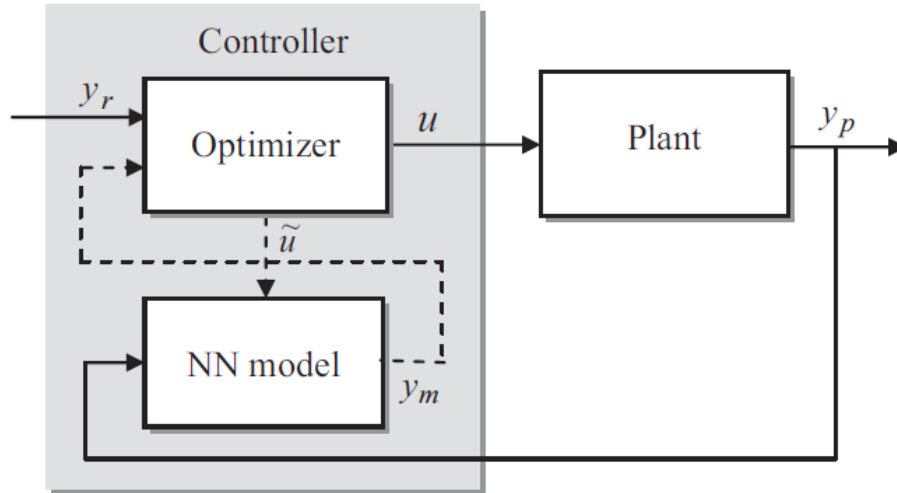 Controller
y_r
Optimizer
u
Plant
y_p
ũ
NN model
y_m